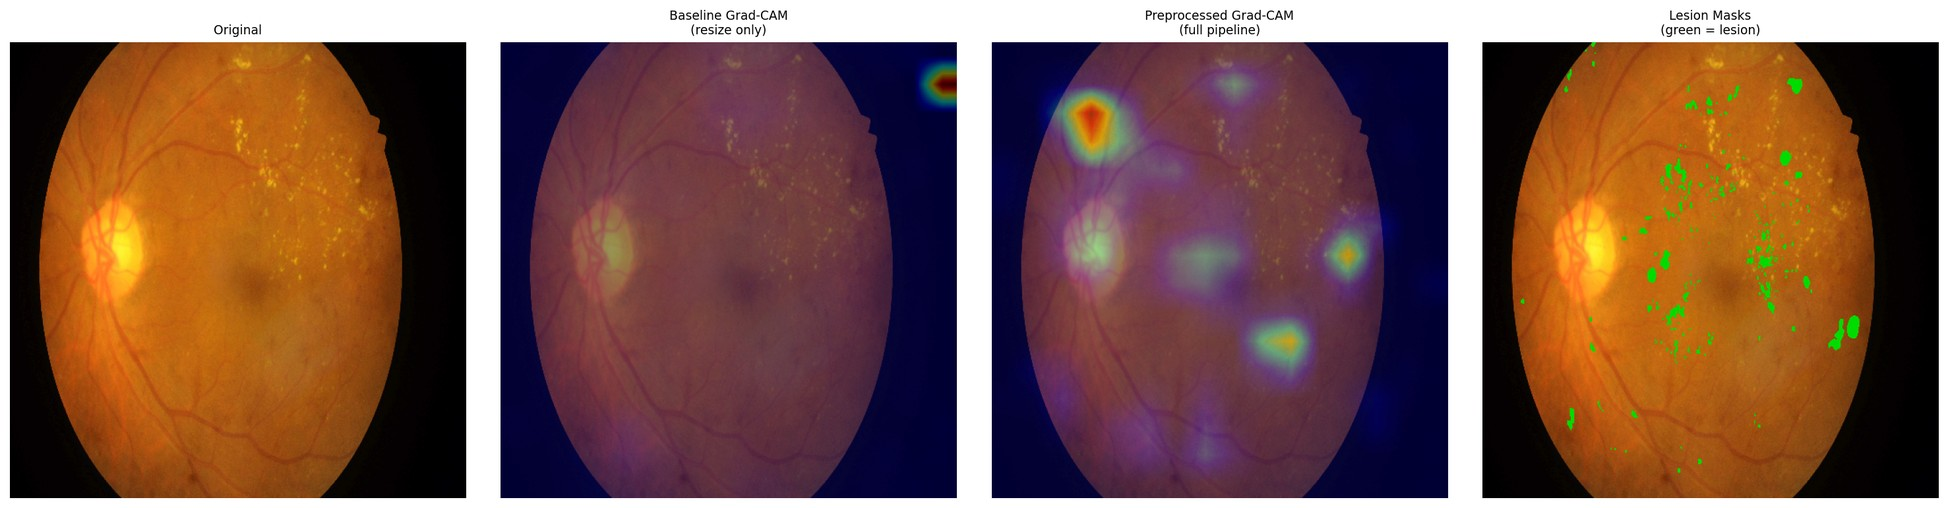 Original
Baseline Grad-CAM
(resize only)
Preprocessed Grad-CAM
(full pipeline)
Lesion Masks
(green = lesion)